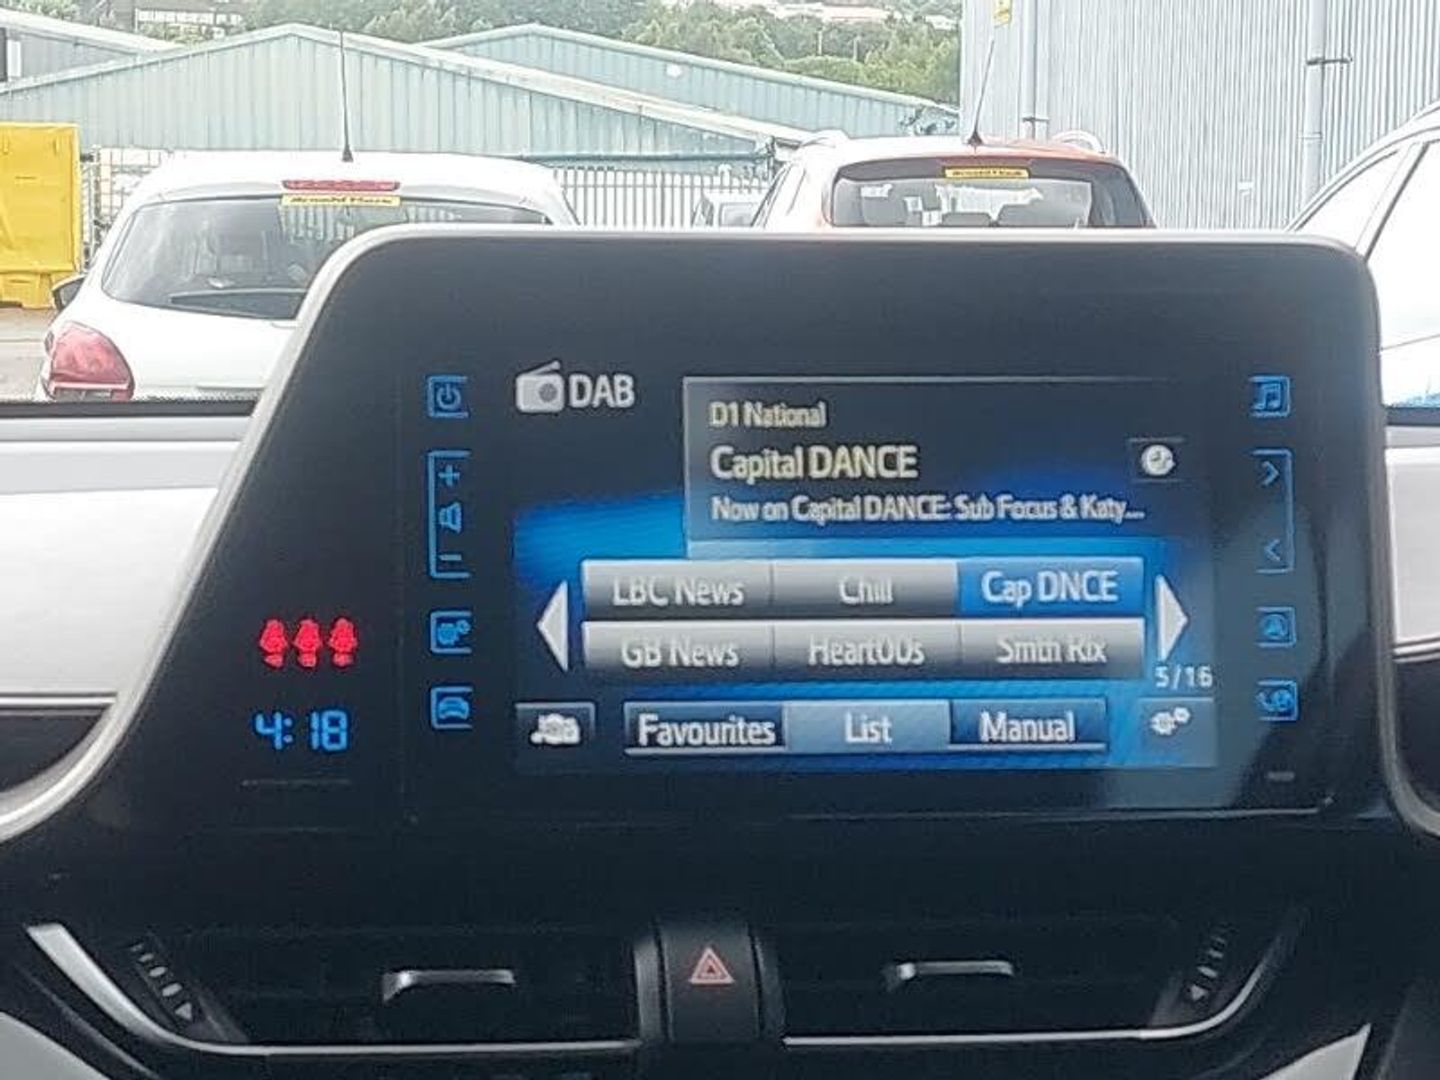 DAB
D1 National
Capital DANCE
Now on Capital DANCE: Sub Focus & Katy...
LBC News Chill Cap DNCE
GB News Heart00s Smth Rlx
5/16
Favourites List Manual
4:18